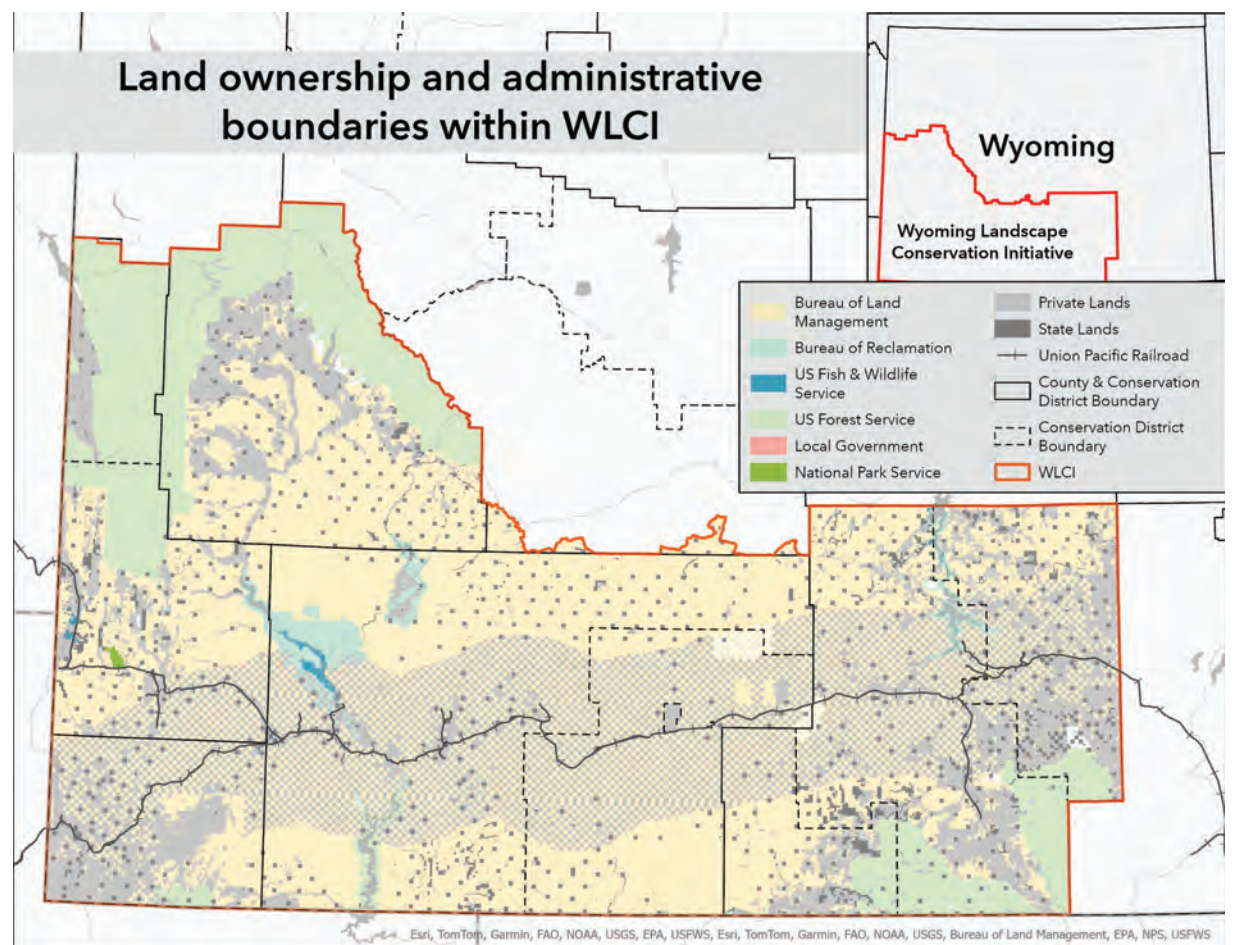 Land ownership and administrative
boundaries within WLCI
Wyoming
Wyoming Landscape
Conservation Initiative
Bureau of Land
Management
Bureau of Reclamation
US Fish & Wildlife
Service
US Forest Service
Local Government
National Park Service
Private Lands
State Lands
Union Pacific Railroad
County & Conservation
District Boundary
Conservation District
Boundary
WLCI
Esri, TomTom, Garmin, FAO, NOAA, USGS, EPA, USFWS, Esri, TomTom, Garmin, FAO, NOAA, USGS, Bureau of Land Management, EPA, NPS, USFWS